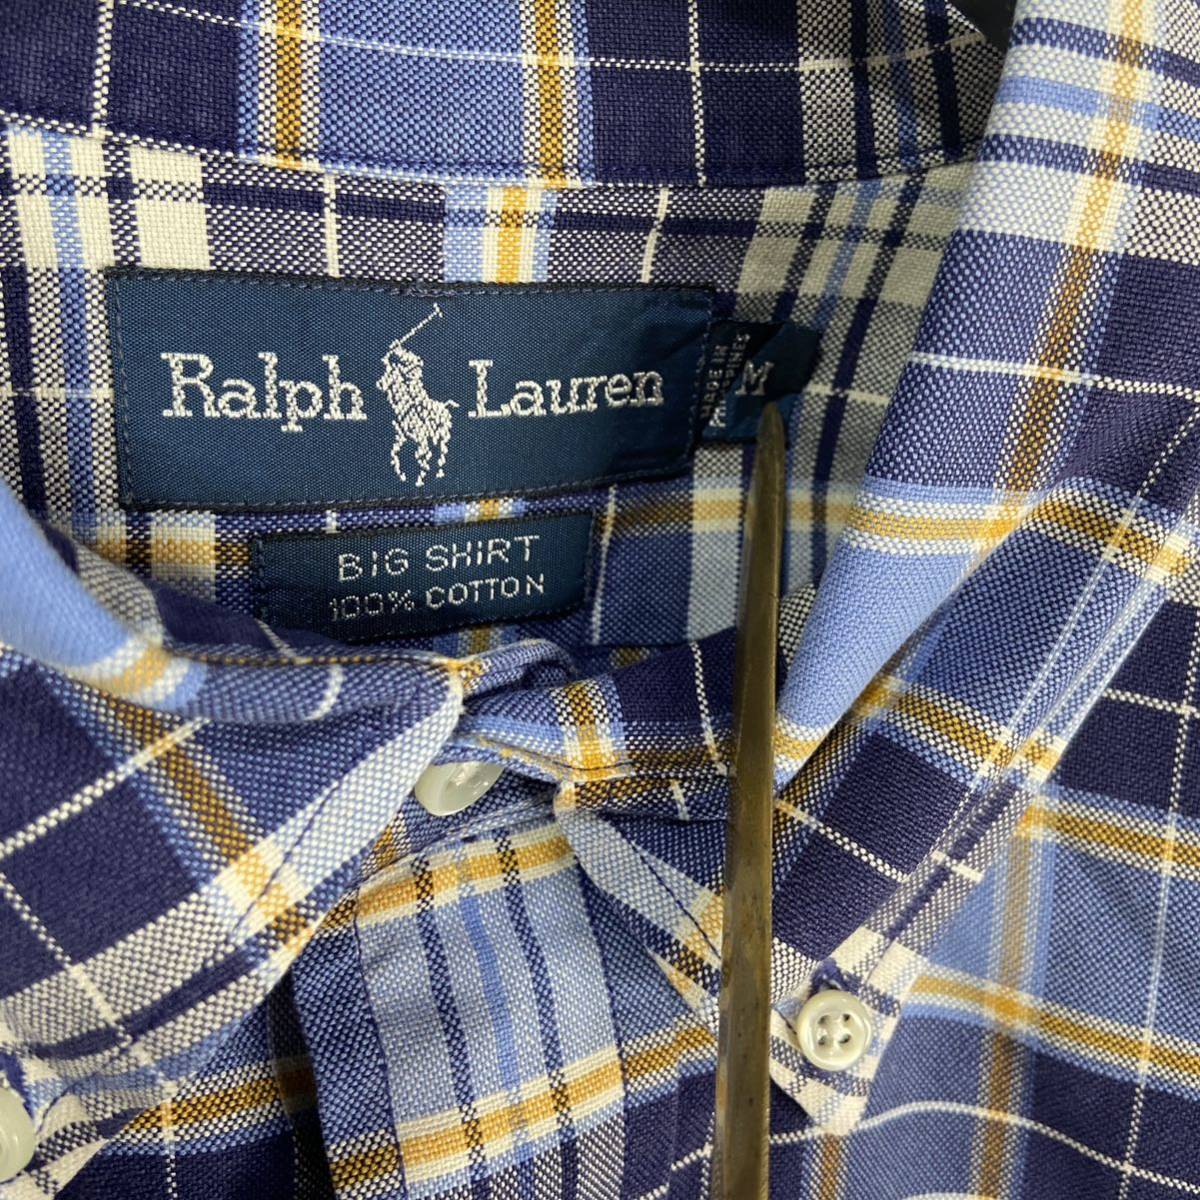 Ralph Lauren
M
BIG SHIRT
100% COTTON